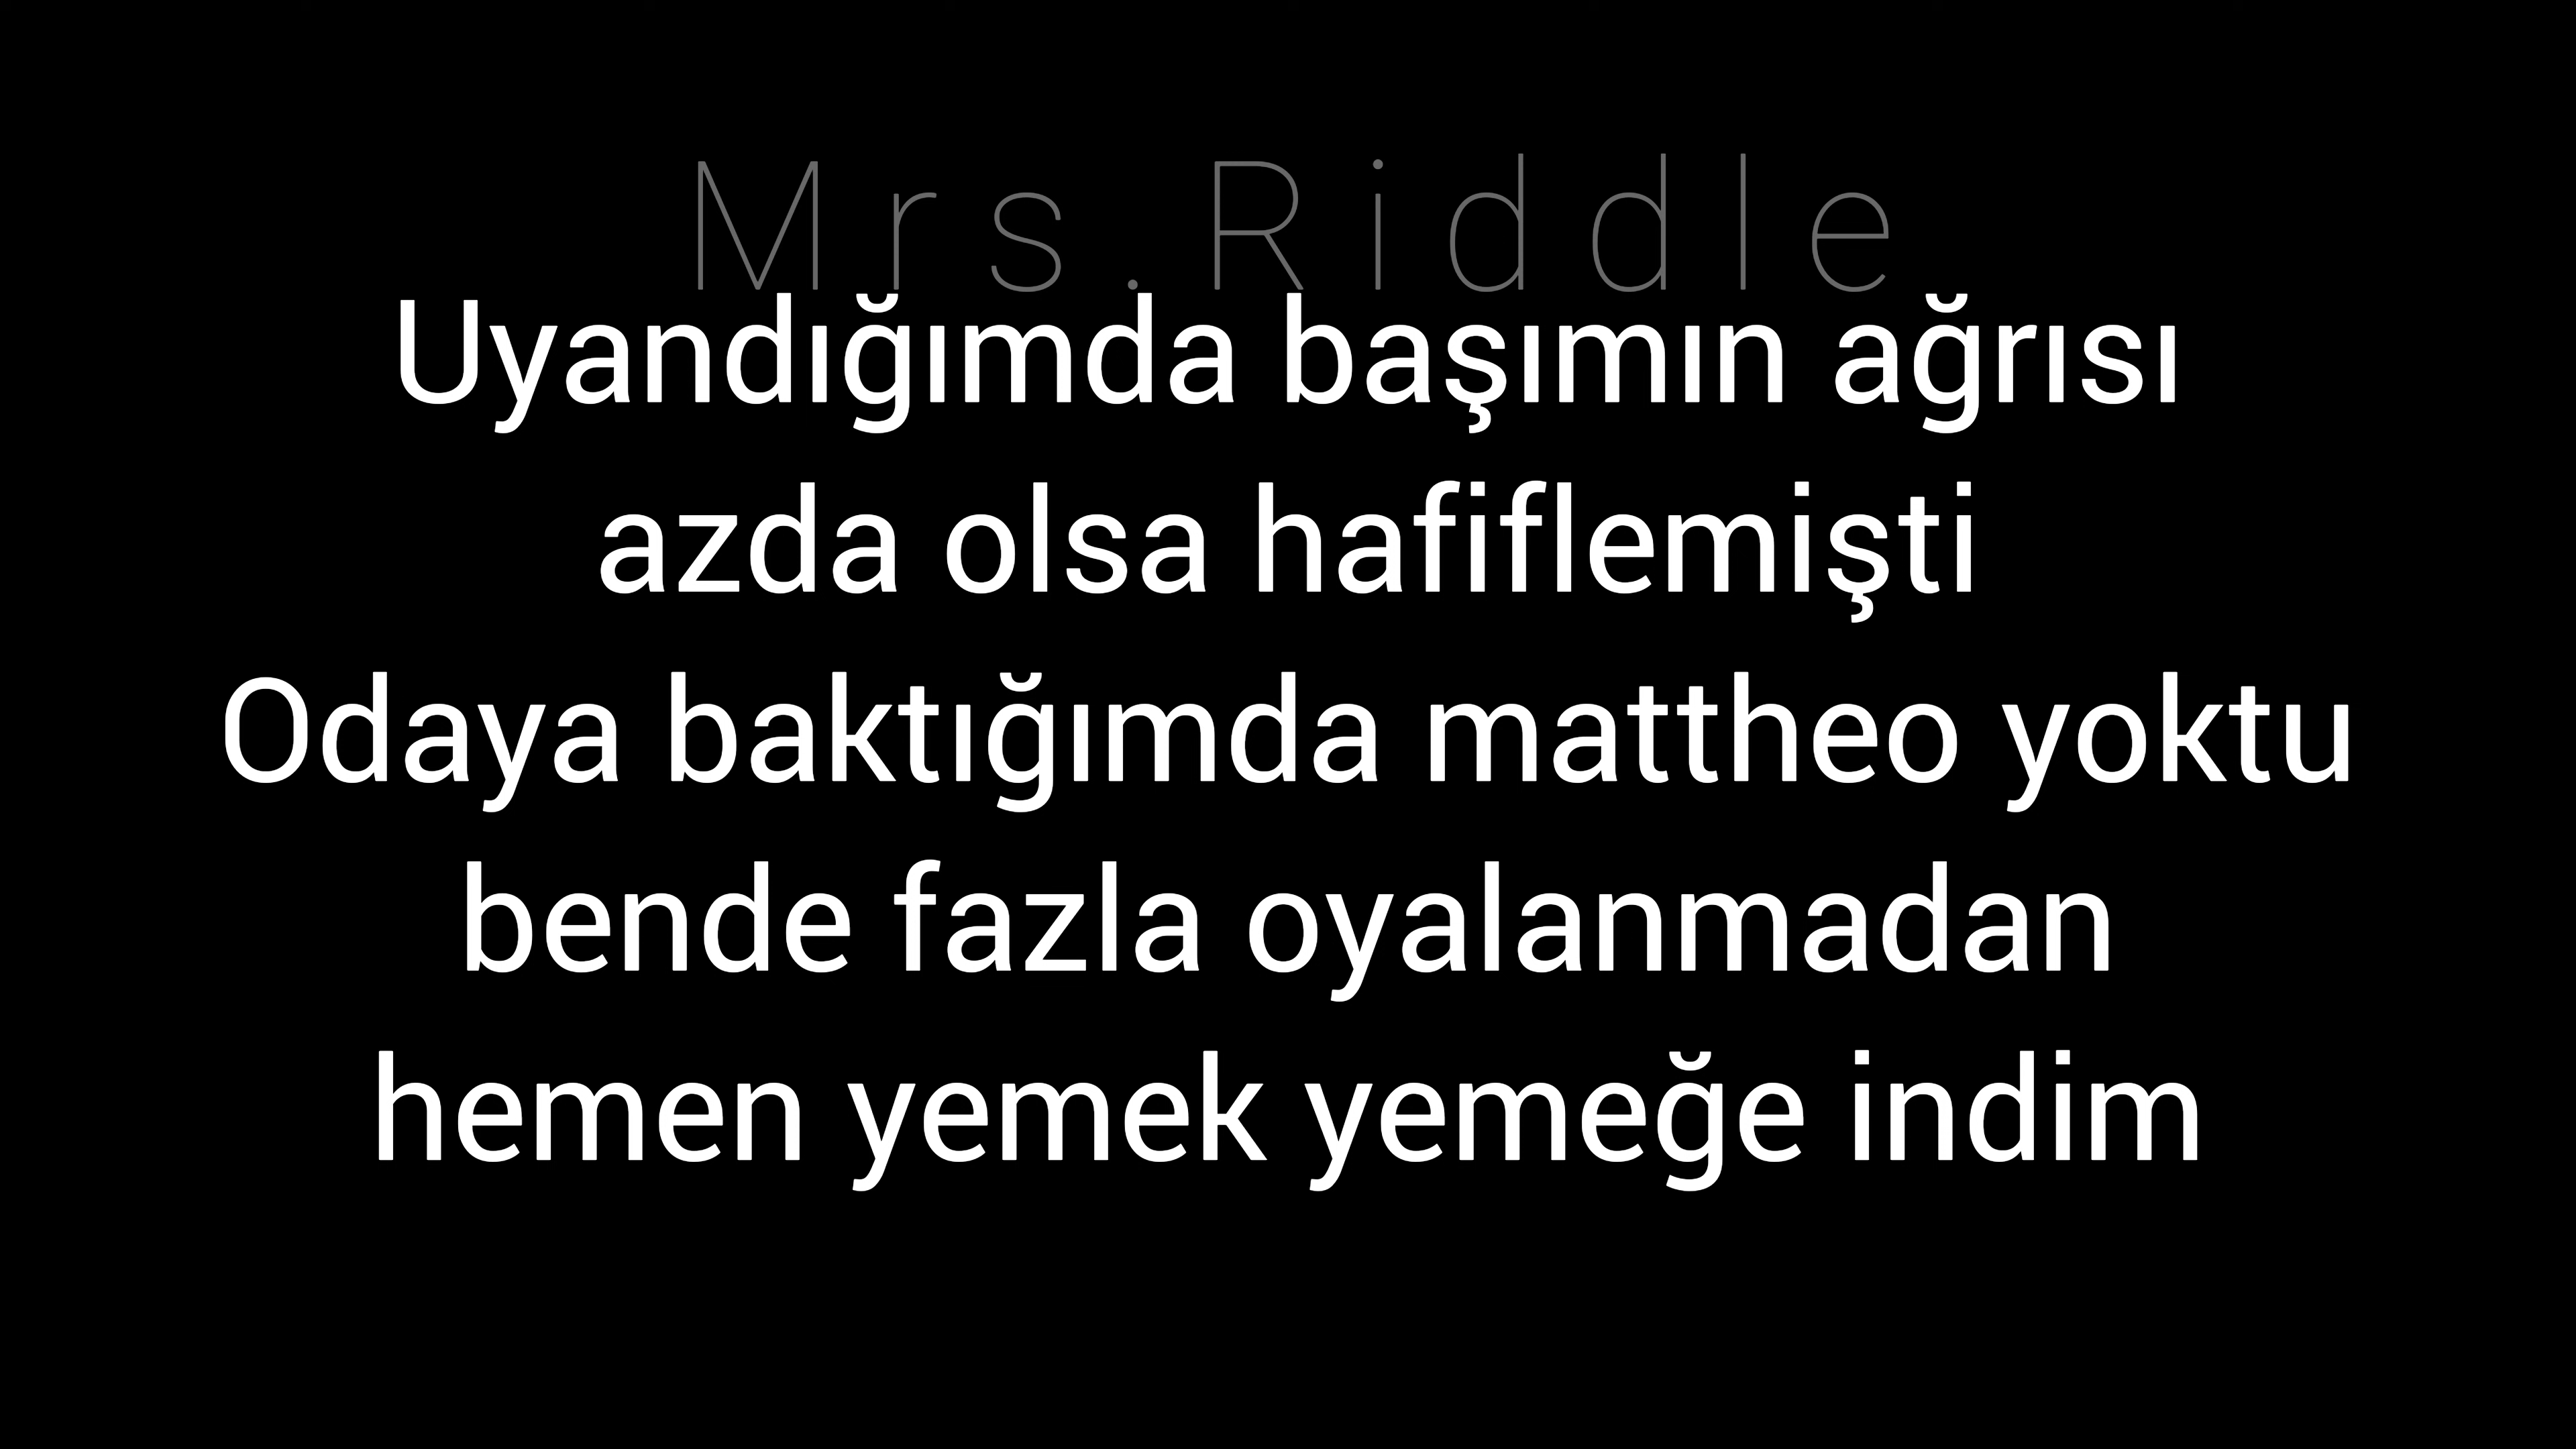 Mrs.Riddle
Uyandığımda başımın ağrısı
azda olsa hafiflemişti
Odaya baktığımda mattheo yoktu
bende fazla oyalanmadan
hemen yemek yemeğe indim